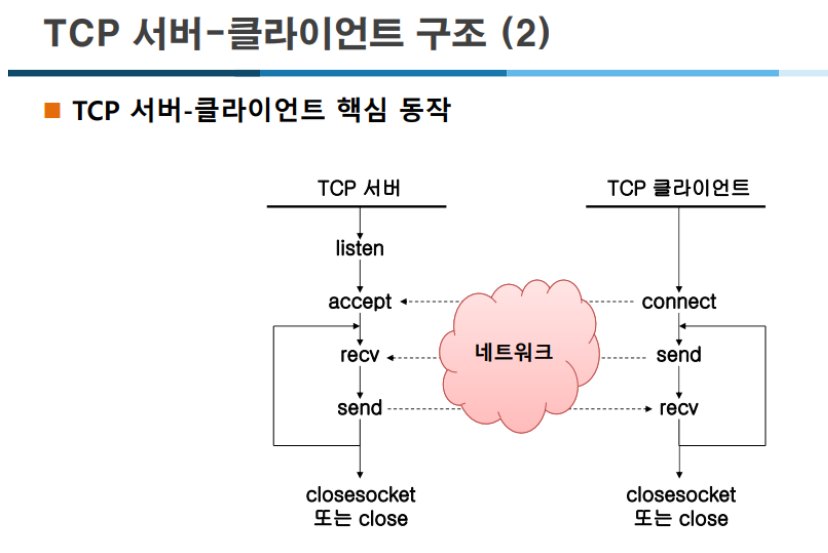 TCP 서버-클라이언트 구조 (2)
■ TCP 서버-클라이언트 핵심 동작
TCP 서버
TCP 클라이언트
listen
accept
connect
네트워크
recv
send
send
recv
closesocket
또는 close
closesocket
또는 close